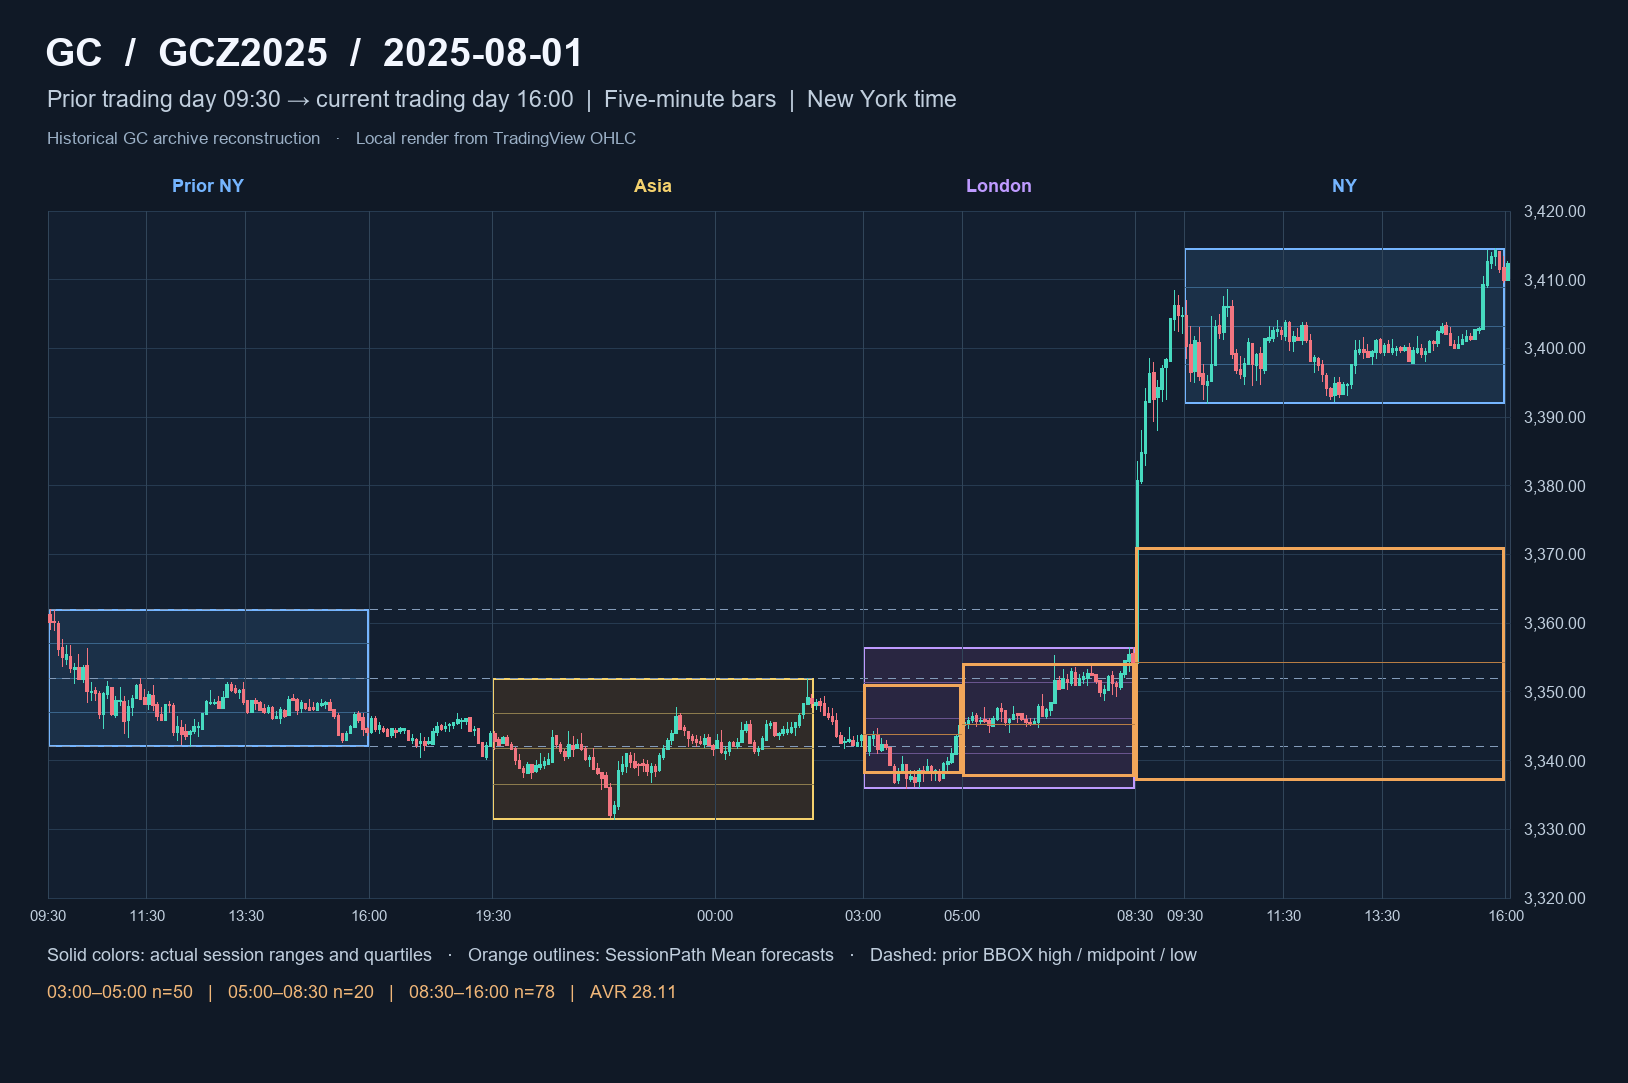 GC / GCZ2025 / 2025-08-01
Prior trading day 09:30 → current trading day 16:00 | Five-minute bars | New York time
Historical GC archive reconstruction · Local render from TradingView OHLC
Prior NY Asia London NY
3,420.00
3,410.00
3,400.00
3,390.00
3,380.00
3,370.00
3,360.00
3,350.00
3,340.00
3,330.00
3,320.00
09:30 11:30 13:30 16:00 19:30 00:00 03:00 05:00 08:30 09:30 11:30 13:30 16:00
Solid colors: actual session ranges and quartiles · Orange outlines: SessionPath Mean forecasts · Dashed: prior BBOX high / midpoint / low
03:00–05:00 n=50 | 05:00–08:30 n=20 | 08:30–16:00 n=78 | AVR 28.11